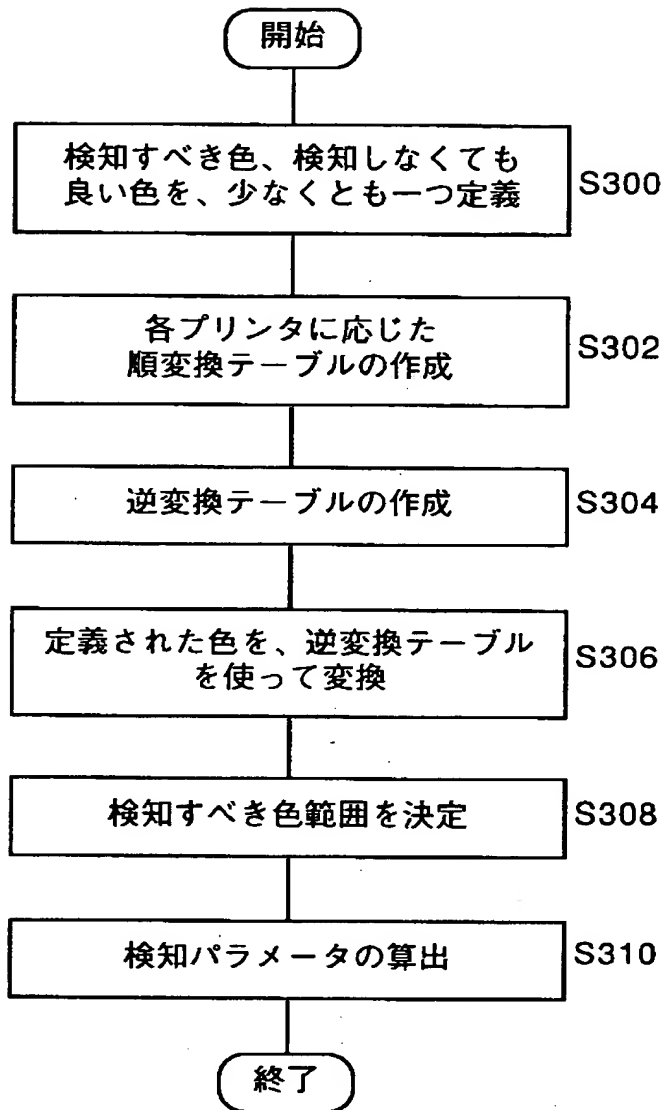 開始
検知すべき色、検知しなくても
良い色を、少なくとも一つ定義
S300
各プリンタに応じた
順変換テーブルの作成
S302
逆変換テーブルの作成
S304
定義された色を、逆変換テーブル
を使って変換
S306
検知すべき色範囲を決定
S308
検知パラメータの算出
S310
終了